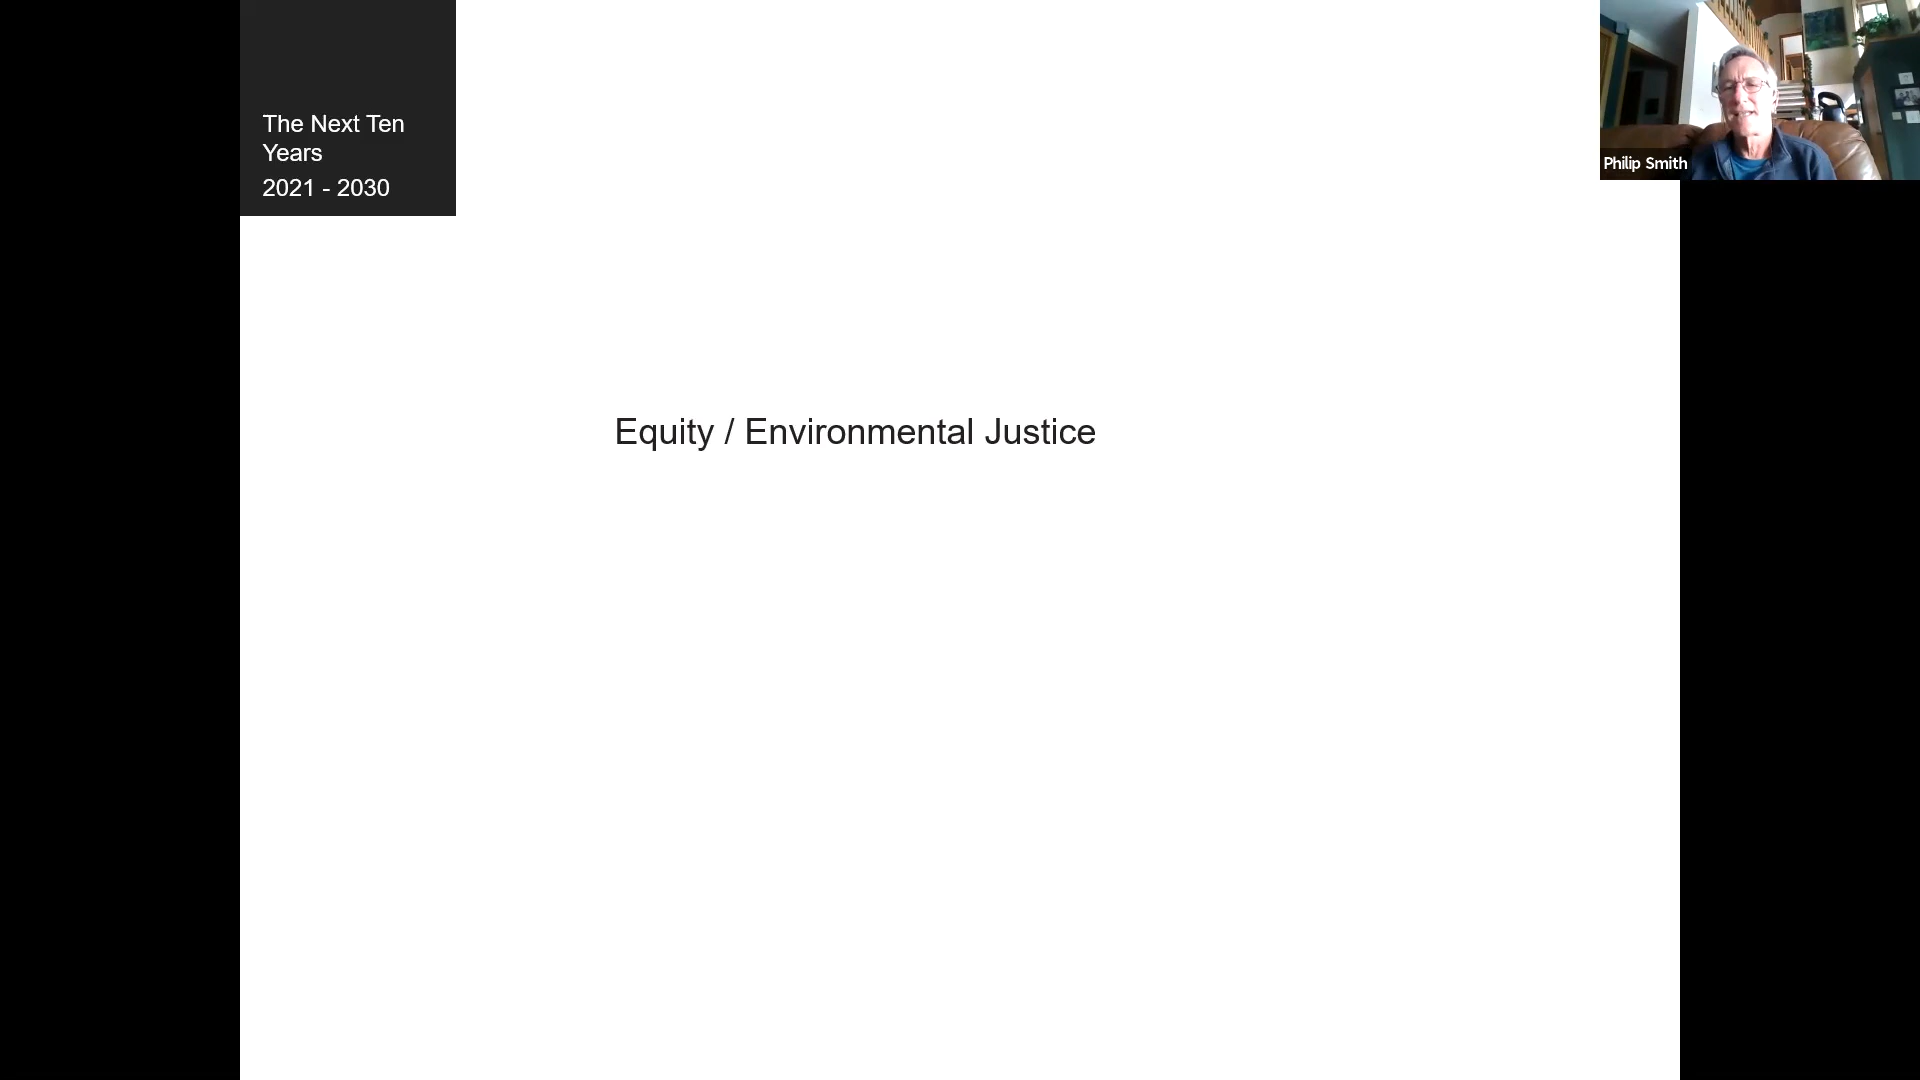 The Next Ten
Years
2021 - 2030
Philip Smith
Equity / Environmental Justice